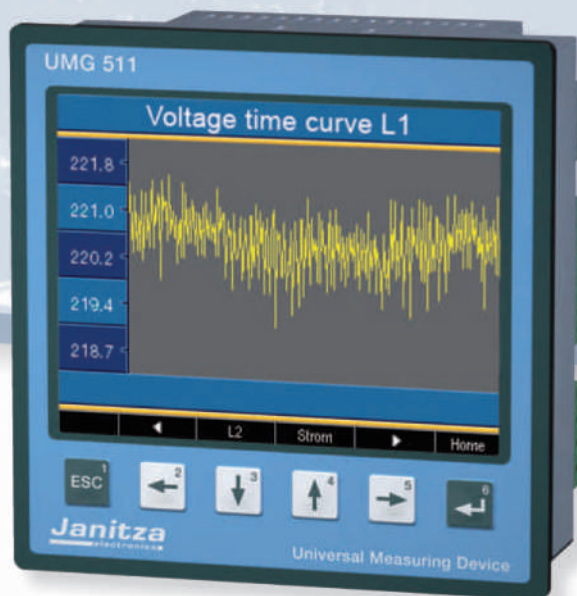 UMG 511
Voltage time curve L1
221.8
221.0
220.2
219.4
218.7
◄ L2 Strom ► Home
ESC 1 ← 2 ↓ 3 ↑ 4 → 5 ↵ 6
Janitza
electronics
Universal Measuring Device